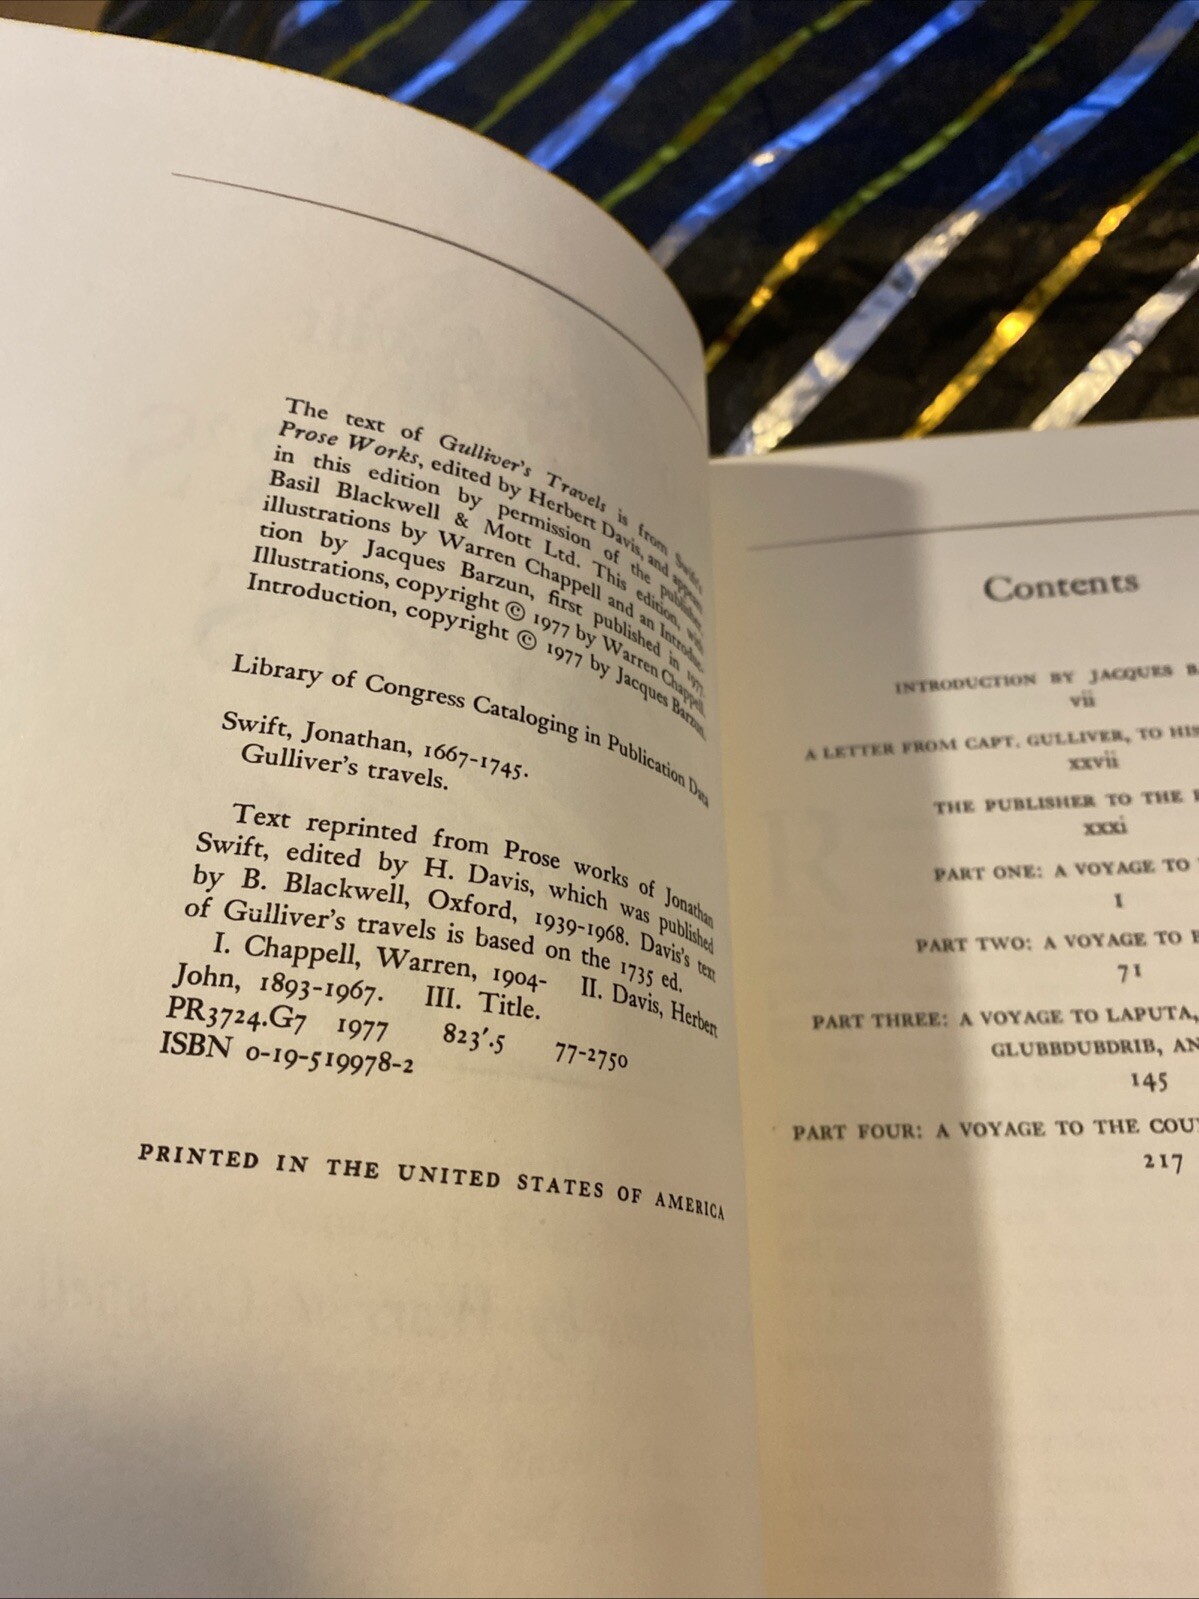 The text of Gulliver's Travels is from Swift's
Prose Works, edited by Herbert Davis, and appears
in this edition by permission of the publisher,
Basil Blackwell & Mott Ltd. This edition, with
illustrations by Warren Chappell and an Introduc-
tion by Jacques Barzun, first published in 1977.
Illustrations, copyright © 1977 by Warren Chappell.
Introduction, copyright © 1977 by Jacques Barzun.
Library of Congress Cataloging in Publication Data
Swift, Jonathan, 1667-1745.
Gulliver's travels.
Text reprinted from Prose works of Jonathan
Swift, edited by H. Davis, which was published
by B. Blackwell, Oxford, 1939-1968. Davis's text
of Gulliver's travels is based on the 1735 ed.
I. Chappell, Warren, 1904- II. Davis, Herbert
John, 1893-1967. III. Title.
PR3724.G7 1977 823'.5 77-2750
ISBN 0-19-519978-2
PRINTED IN THE UNITED STATES OF AMERICA
Contents
INTRODUCTION BY JACQUES
vii
A LETTER FROM CAPT. GULLIVER, TO HIS
xxvii
THE PUBLISHER TO THE
xxxi
PART ONE: A VOYAGE TO
1
PART TWO: A VOYAGE TO
71
PART THREE: A VOYAGE TO LAPUTA,
GLUBBDUBDRIB,
145
PART FOUR: A VOYAGE TO THE
217